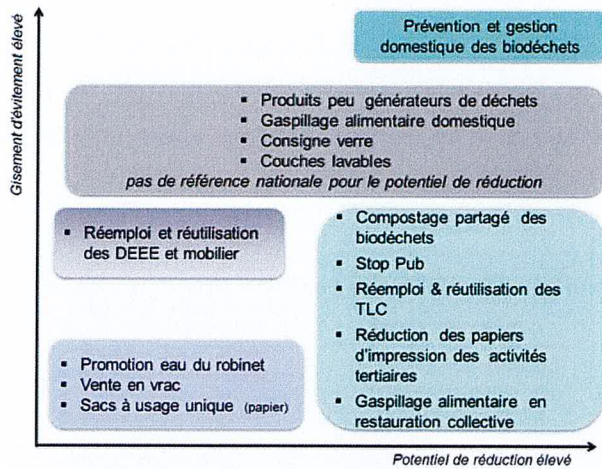 Gisement d'évitement élevé
Prévention et gestion
domestique des biodéchets
▪ Produits peu générateurs de déchets
▪ Gaspillage alimentaire domestique
▪ Consigne verre
▪ Couches lavables
pas de référence nationale pour le potentiel de réduction
▪ Réemploi et réutilisation
des DEEE et mobilier
▪ Compostage partagé des
biodéchets
▪ Stop Pub
▪ Réemploi & réutilisation des
TLC
▪ Réduction des papiers
d'impression des activités
tertiaires
▪ Gaspillage alimentaire en
restauration collective
▪ Promotion eau du robinet
▪ Vente en vrac
▪ Sacs à usage unique (papier)
Potentiel de réduction élevé